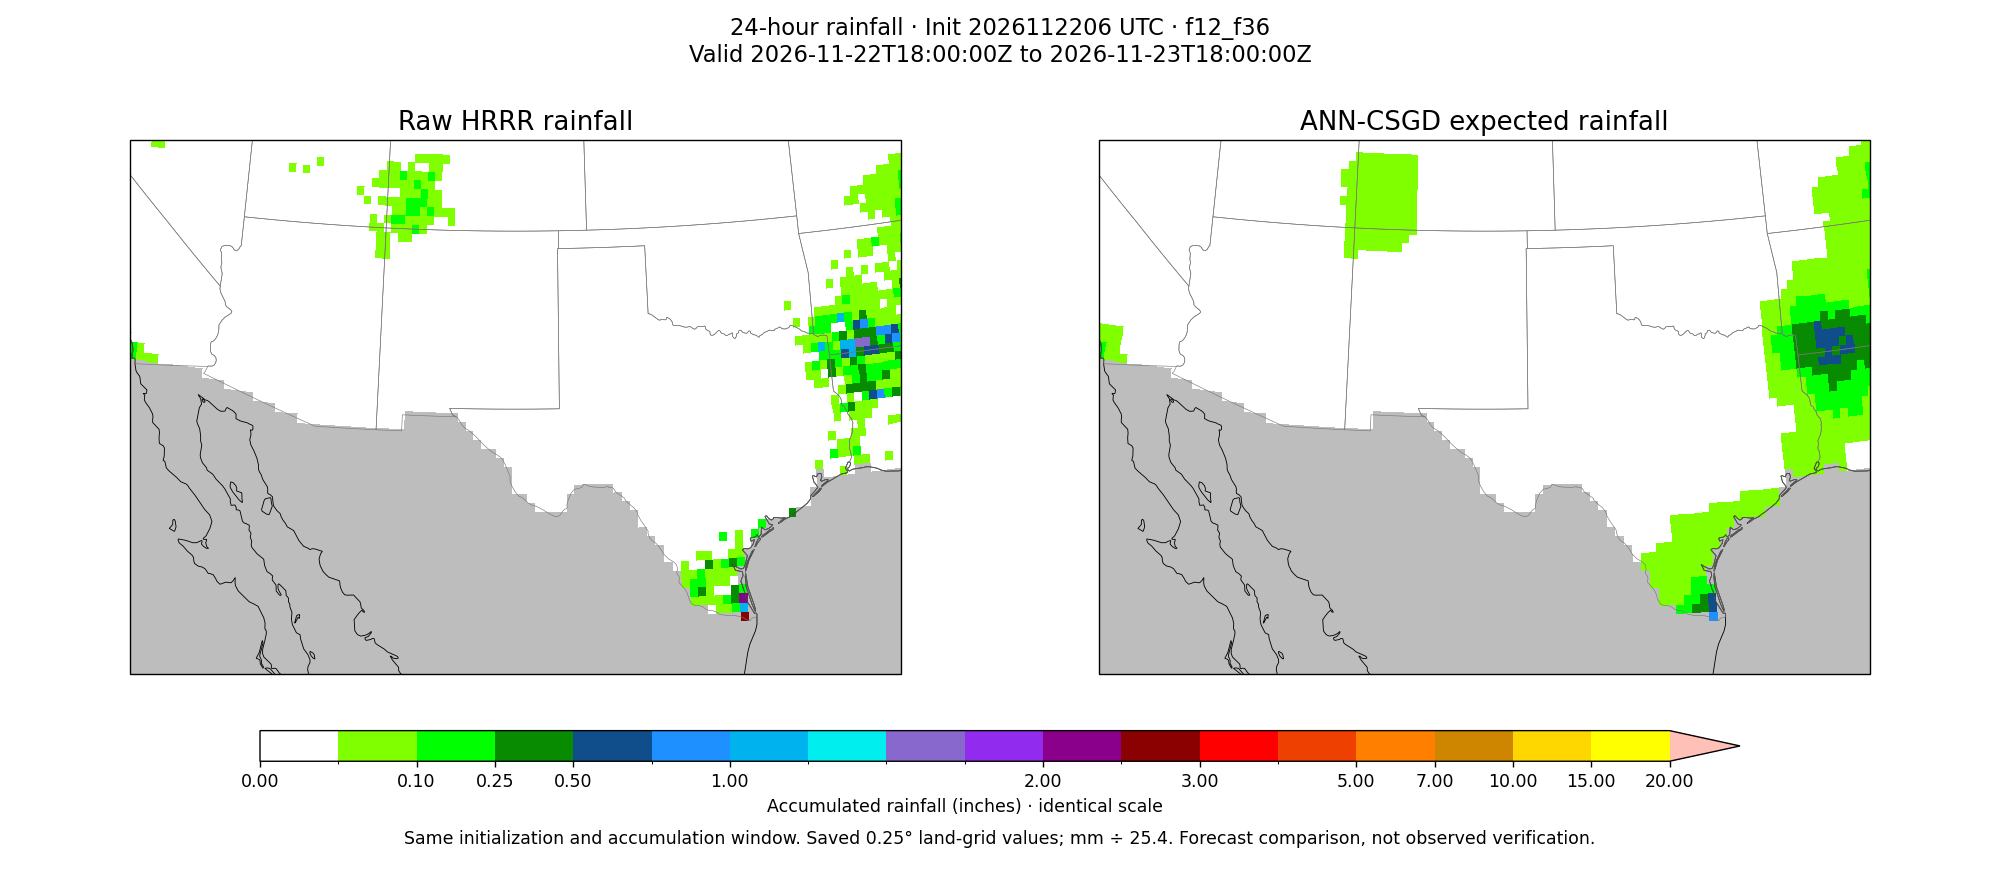 24-hour rainfall · Init 2026112206 UTC · f12_f36
Valid 2026-11-22T18:00:00Z to 2026-11-23T18:00:00Z
Raw HRRR rainfall
ANN-CSGD expected rainfall
0.00 0.10 0.25 0.50 1.00 2.00 3.00 5.00 7.00 10.00 15.00 20.00
Accumulated rainfall (inches) · identical scale
Same initialization and accumulation window. Saved 0.25° land-grid values; mm ÷ 25.4. Forecast comparison, not observed verification.